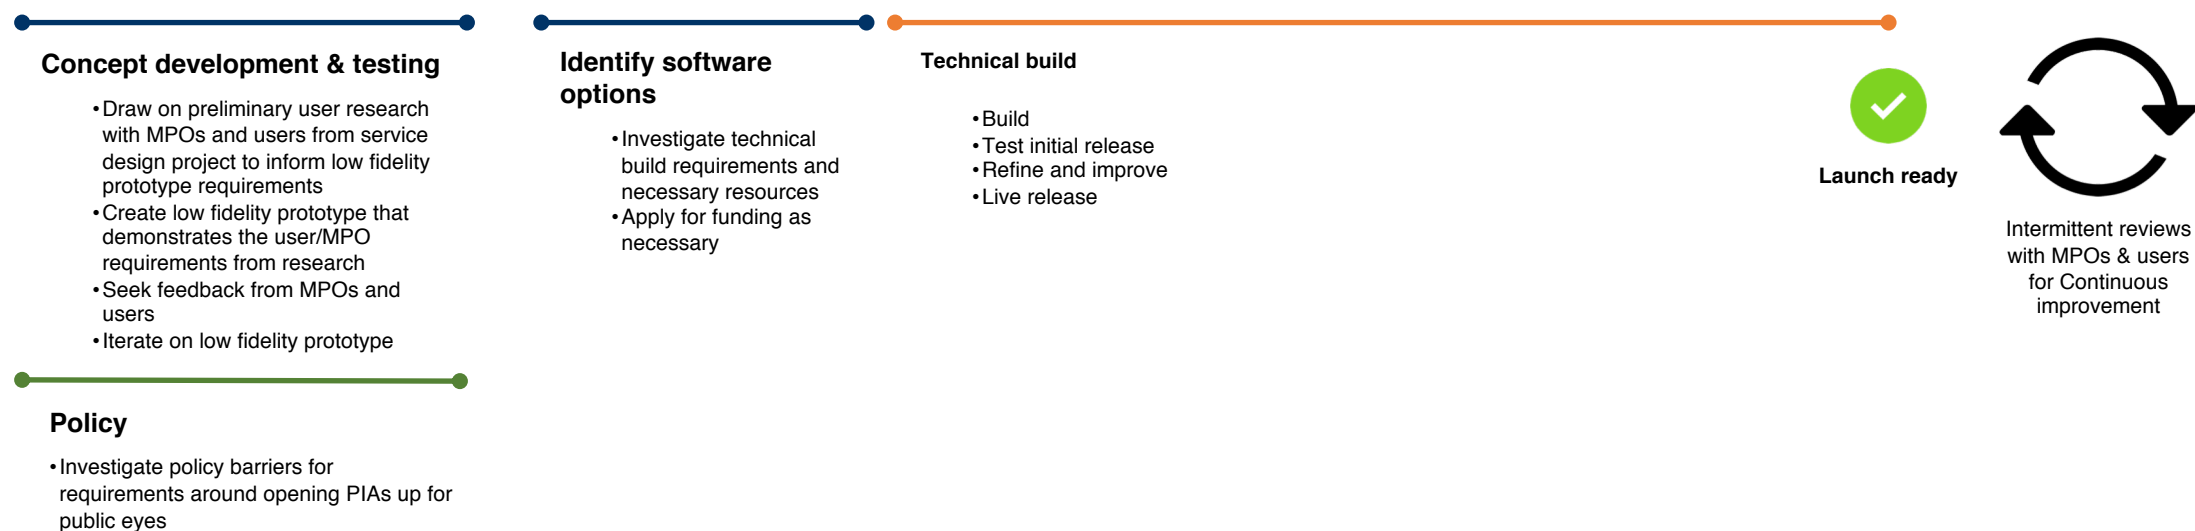 Concept development & testing
•Draw on preliminary user research
with MPOs and users from service
design project to inform low fidelity
prototype requirements
•Create low fidelity prototype that
demonstrates the user/MPO
requirements from research
•Seek feedback from MPOs and
users
•Iterate on low fidelity prototype
Policy
•Investigate policy barriers for
requirements around opening PIAs up for
public eyes
Identify software
options
•Investigate technical
build requirements and
necessary resources
•Apply for funding as
necessary
Technical build
•Build
•Test initial release
•Refine and improve
•Live release
Launch ready
Intermittent reviews
with MPOs & users
for Continuous
improvement